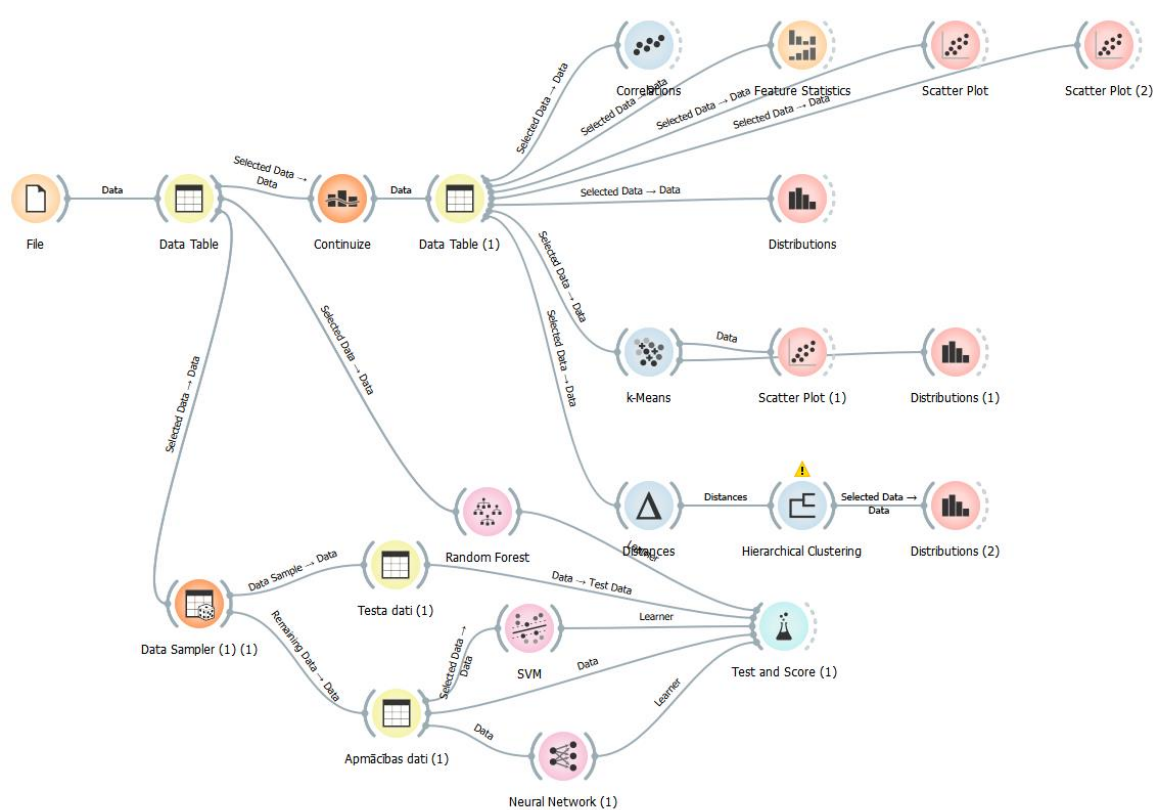 Correlations
Feature Statistics
Scatter Plot
Scatter Plot (2)
Selected Data → Data
Selected Data → Data
Selected Data → Data
Selected Data → Data
File
Data
Data Table
Selected Data →
Data
Continuize
Data
Data Table (1)
Selected Data → Data
Distributions
Selected Data → Data
Selected Data → Data
k-Means
Data
Scatter Plot (1)
Distributions (1)
Selected Data → Data
Selected Data → Data
Distances
Distances
Hierarchical Clustering
Selected Data →
Data
Distributions (2)
Random Forest
Learner
Data Sampler (1) (1)
Data Sample → Data
Remaining Data → Data
Testa dati (1)
Data → Test Data
Selected Data →
Data
SVM
Learner
Data
Test and Score (1)
Apmācības dati (1)
Data
Learner
Neural Network (1)